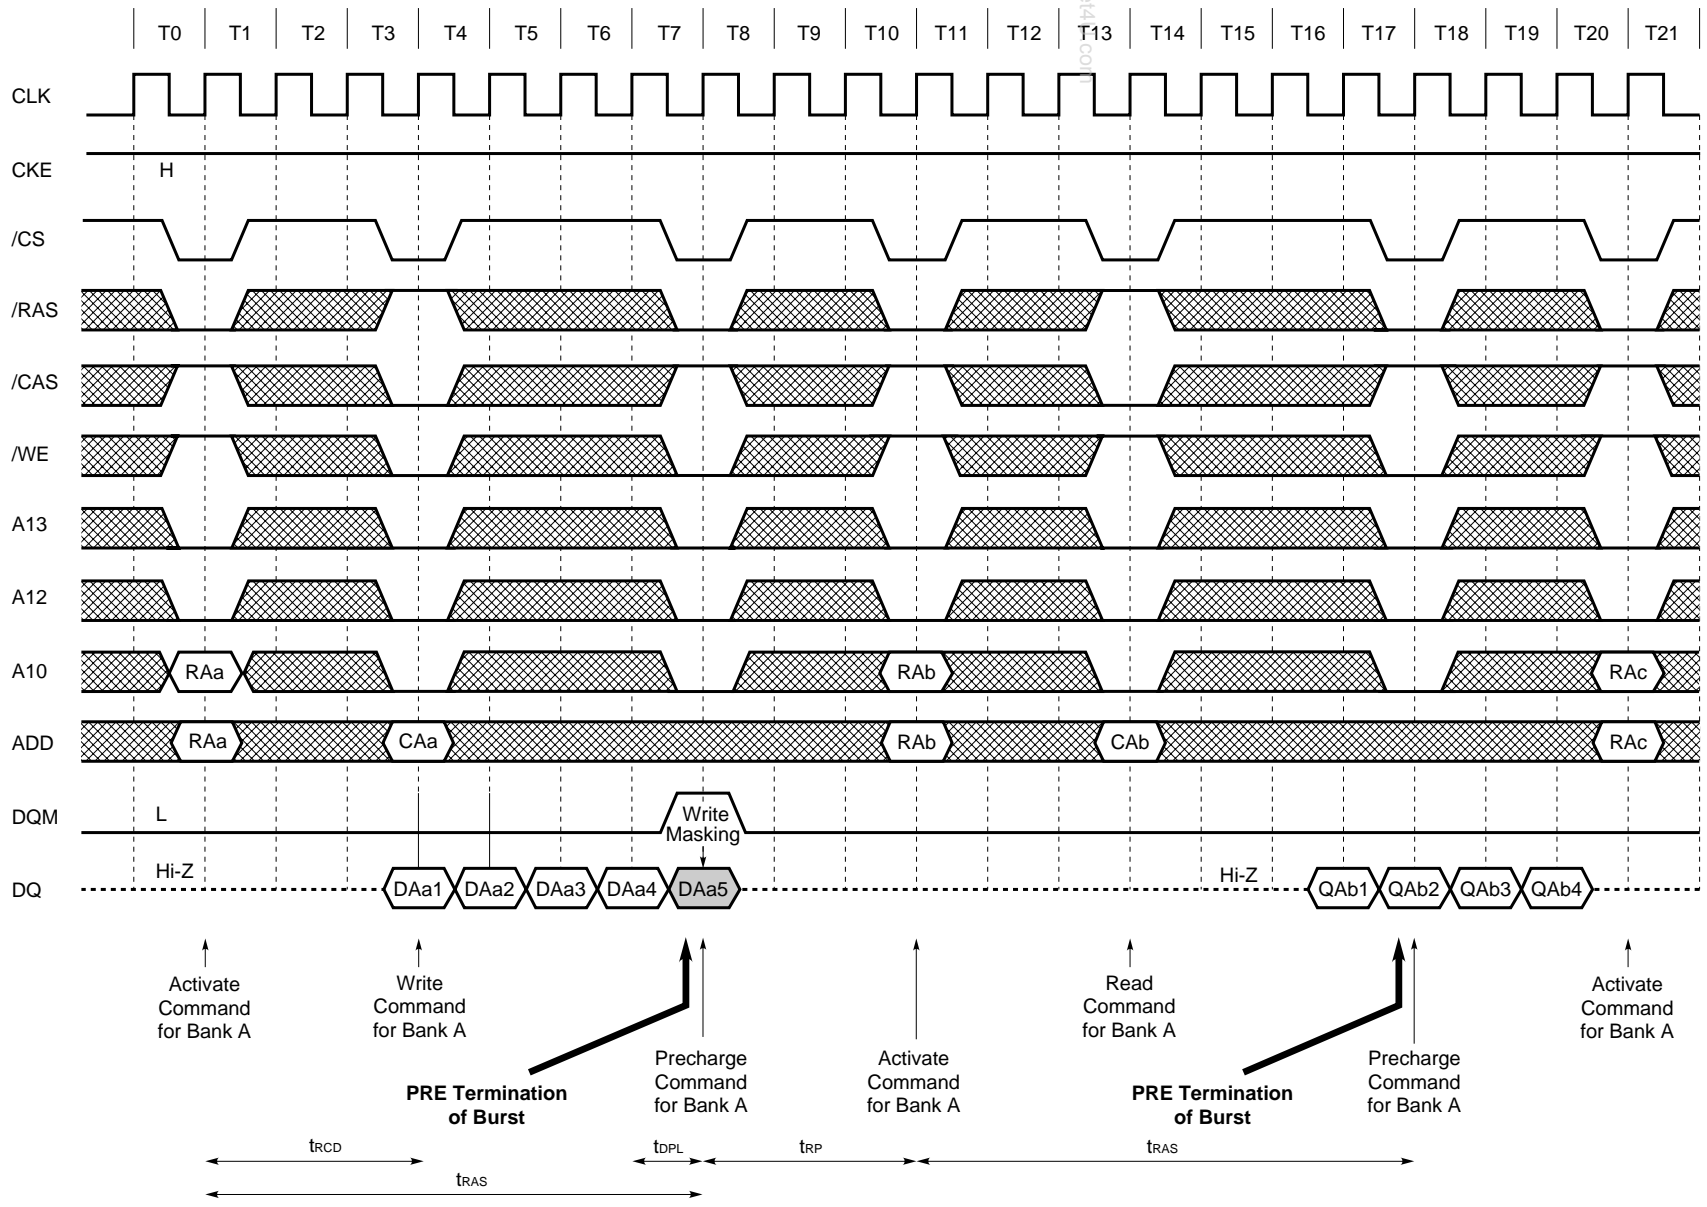 T0 T1 T2 T3 T4 T5 T6 T7 T8 T9 T10 T11 T12 T13 T14 T15 T16 T17 T18 T19 T20 T21
CLK
CKE H
/CS
/RAS
/CAS
/WE
A13
A12
A10 RAa RAb RAc
ADD RAa CAa RAb CAb RAc
DQM L Write
Masking
Hi-Z Hi-Z
DQ DAa1 DAa2 DAa3 DAa4 DAa5 QAb1 QAb2 QAb3 QAb4
Activate
Command
for Bank A
Write
Command
for Bank A
PRE Termination
of Burst
Precharge
Command
for Bank A
Activate
Command
for Bank A
Read
Command
for Bank A
PRE Termination
of Burst
Precharge
Command
for Bank A
Activate
Command
for Bank A
tRCD tDPL tRP tRAS
tRAS